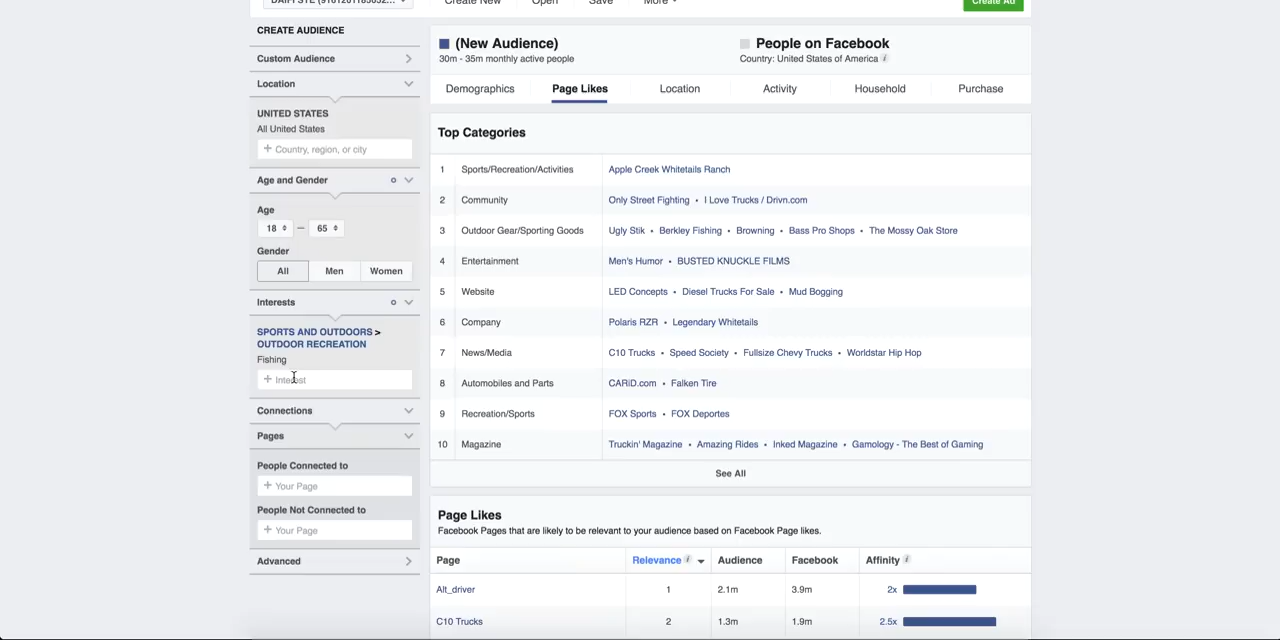 Create New Open Save More
Create Ad
CREATE AUDIENCE
Custom Audience
Location
UNITED STATES
All United States
+ Country, region, or city
Age and Gender
Age
18 — 65
Gender
All Men Women
Interests
SPORTS AND OUTDOORS >
OUTDOOR RECREATION
Fishing
+ Interest
Connections
Pages
People Connected to
+ Your Page
People Not Connected to
+ Your Page
Advanced
(New Audience)
30m - 35m monthly active people
People on Facebook
Country: United States of America i
Demographics Page Likes Location Activity Household Purchase
Top Categories
1 Sports/Recreation/Activities Apple Creek Whitetails Ranch
2 Community Only Street Fighting • I Love Trucks / Drivn.com
3 Outdoor Gear/Sporting Goods Ugly Stik • Berkley Fishing • Browning • Bass Pro Shops • The Mossy Oak Store
4 Entertainment Men's Humor • BUSTED KNUCKLE FILMS
5 Website LED Concepts • Diesel Trucks For Sale • Mud Bogging
6 Company Polaris RZR • Legendary Whitetails
7 News/Media C10 Trucks • Speed Society • Fullsize Chevy Trucks • Worldstar Hip Hop
8 Automobiles and Parts CARiD.com • Falken Tire
9 Recreation/Sports FOX Sports • FOX Deportes
10 Magazine Truckin' Magazine • Amazing Rides • Inked Magazine • Gamology - The Best of Gaming
See All
Page Likes
Facebook Pages that are likely to be relevant to your audience based on Facebook Page likes.
Page Relevance i Audience Facebook Affinity i
Alt_driver 1 2.1m 3.9m 2x
C10 Trucks 2 1.3m 1.9m 2.5x